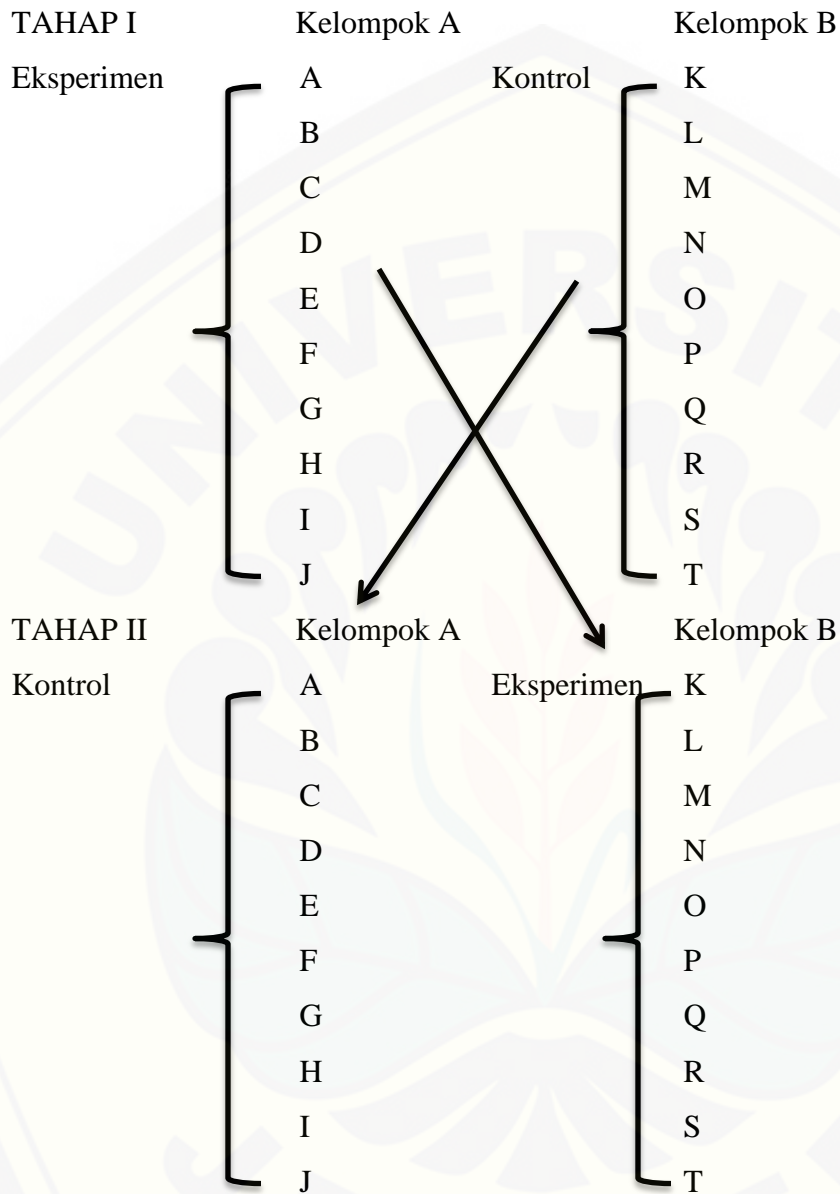 TAHAP I Kelompok A Kelompok B
Eksperimen A Kontrol K
B L
C M
D N
E O
F P
G Q
H R
I S
J T
TAHAP II Kelompok A Kelompok B
Kontrol A Eksperimen K
B L
C M
D N
E O
F P
G Q
H R
I S
J T